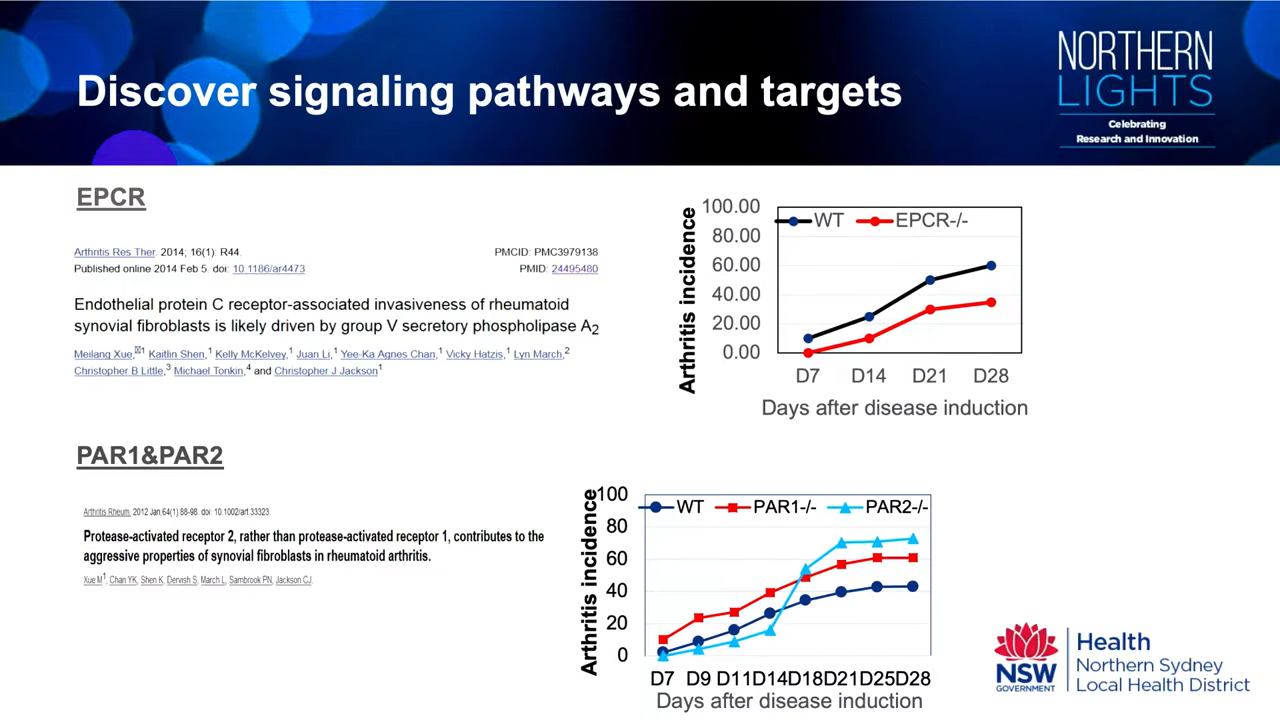 Discover signaling pathways and targets
NORTHERN
LIGHTS
Celebrating
Research and Innovation
EPCR
Arthritis Res Ther. 2014; 16(1): R44.
PMCID: PMC3979138
Published online 2014 Feb 5. doi: 10.1186/ar4473
PMID: 24495480
Endothelial protein C receptor-associated invasiveness of rheumatoid
synovial fibroblasts is likely driven by group V secretory phospholipase A2
Meilang Xue,✉1 Kaitlin Shen,1 Kelly McKelvey,1 Juan Li,1 Yee-Ka Agnes Chan,1 Vicky Hatzis,1 Lyn March,2
Christopher B Little,3 Michael Tonkin,4 and Christopher J Jackson1
Arthritis incidence
100.00
80.00
60.00
40.00
20.00
0.00
WT EPCR-/-
D7 D14 D21 D28
Days after disease induction
PAR1&PAR2
Arthritis Rheum. 2012 Jan;64(1):88-98. doi: 10.1002/art.33323.
Protease-activated receptor 2, rather than protease-activated receptor 1, contributes to the
aggressive properties of synovial fibroblasts in rheumatoid arthritis.
Xue M1, Chan YK, Shen K, Dervish S, March L, Sambrook PN, Jackson CJ.
Arthritis incidence
100
80
60
40
20
0
WT PAR1-/- PAR2-/-
D7 D9 D11 D14 D18 D21 D25 D28
Days after disease induction
NSW
GOVERNMENT
Health
Northern Sydney
Local Health District